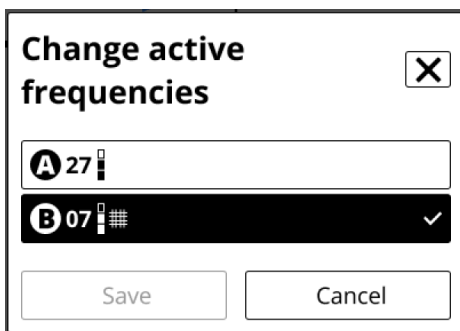 Change active
frequencies
A 27
B 07
Save Cancel